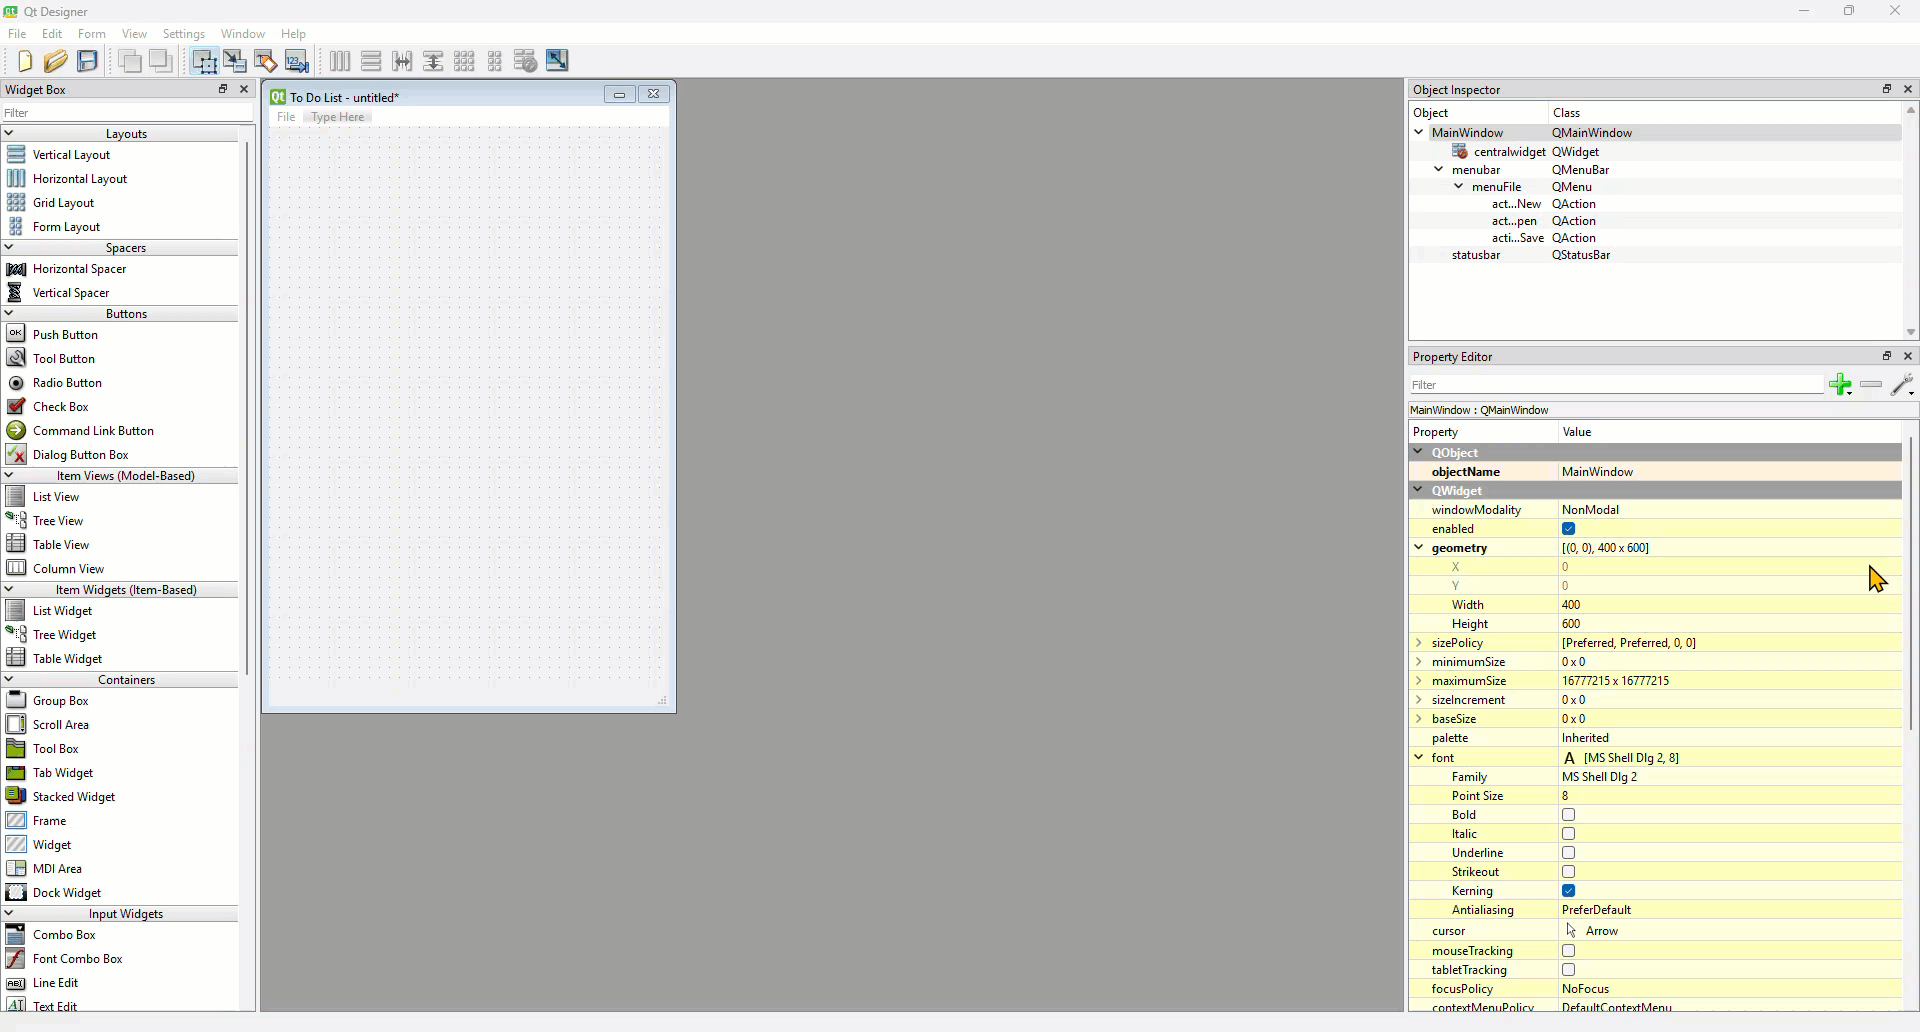 Qt Designer
File Edit Form View Settings Window Help
Widget Box
Filter
Layouts
Vertical Layout
Horizontal Layout
Grid Layout
Form Layout
Spacers
Horizontal Spacer
Vertical Spacer
Buttons
OK Push Button
Tool Button
Radio Button
Check Box
Command Link Button
Dialog Button Box
Item Views (Model-Based)
List View
Tree View
Table View
Column View
Item Widgets (Item-Based)
List Widget
Tree Widget
Table Widget
Containers
Group Box
Scroll Area
Tool Box
Tab Widget
Stacked Widget
Frame
Widget
MDI Area
Dock Widget
Input Widgets
Combo Box
Font Combo Box
Line Edit
Text Edit
Qt To Do List - untitled*
File Type Here
Object Inspector
Object Class
MainWindow QMainWindow
centralwidget QWidget
menubar QMenuBar
menuFile QMenu
act...New QAction
act...pen QAction
acti...Save QAction
statusbar QStatusBar
Property Editor
Filter
MainWindow : QMainWindow
Property Value
QObject
objectName MainWindow
QWidget
windowModality NonModal
enabled
geometry [(0, 0), 400 x 600]
X 0
Y 0
Width 400
Height 600
sizePolicy [Preferred, Preferred, 0, 0]
minimumSize 0 x 0
maximumSize 16777215 x 16777215
sizeIncrement 0 x 0
baseSize 0 x 0
palette Inherited
font A [MS Shell Dlg 2, 8]
Family MS Shell Dlg 2
Point Size 8
Bold
Italic
Underline
Strikeout
Kerning
Antialiasing PreferDefault
cursor Arrow
mouseTracking
tabletTracking
focusPolicy NoFocus
contextMenuPolicy DefaultContextMenu